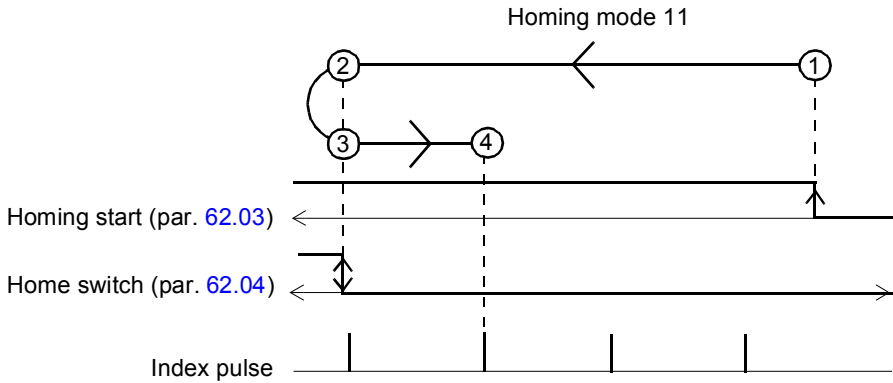 Homing mode 11
2
1
3
4
Homing start (par. 62.03)
Home switch (par. 62.04)
Index pulse